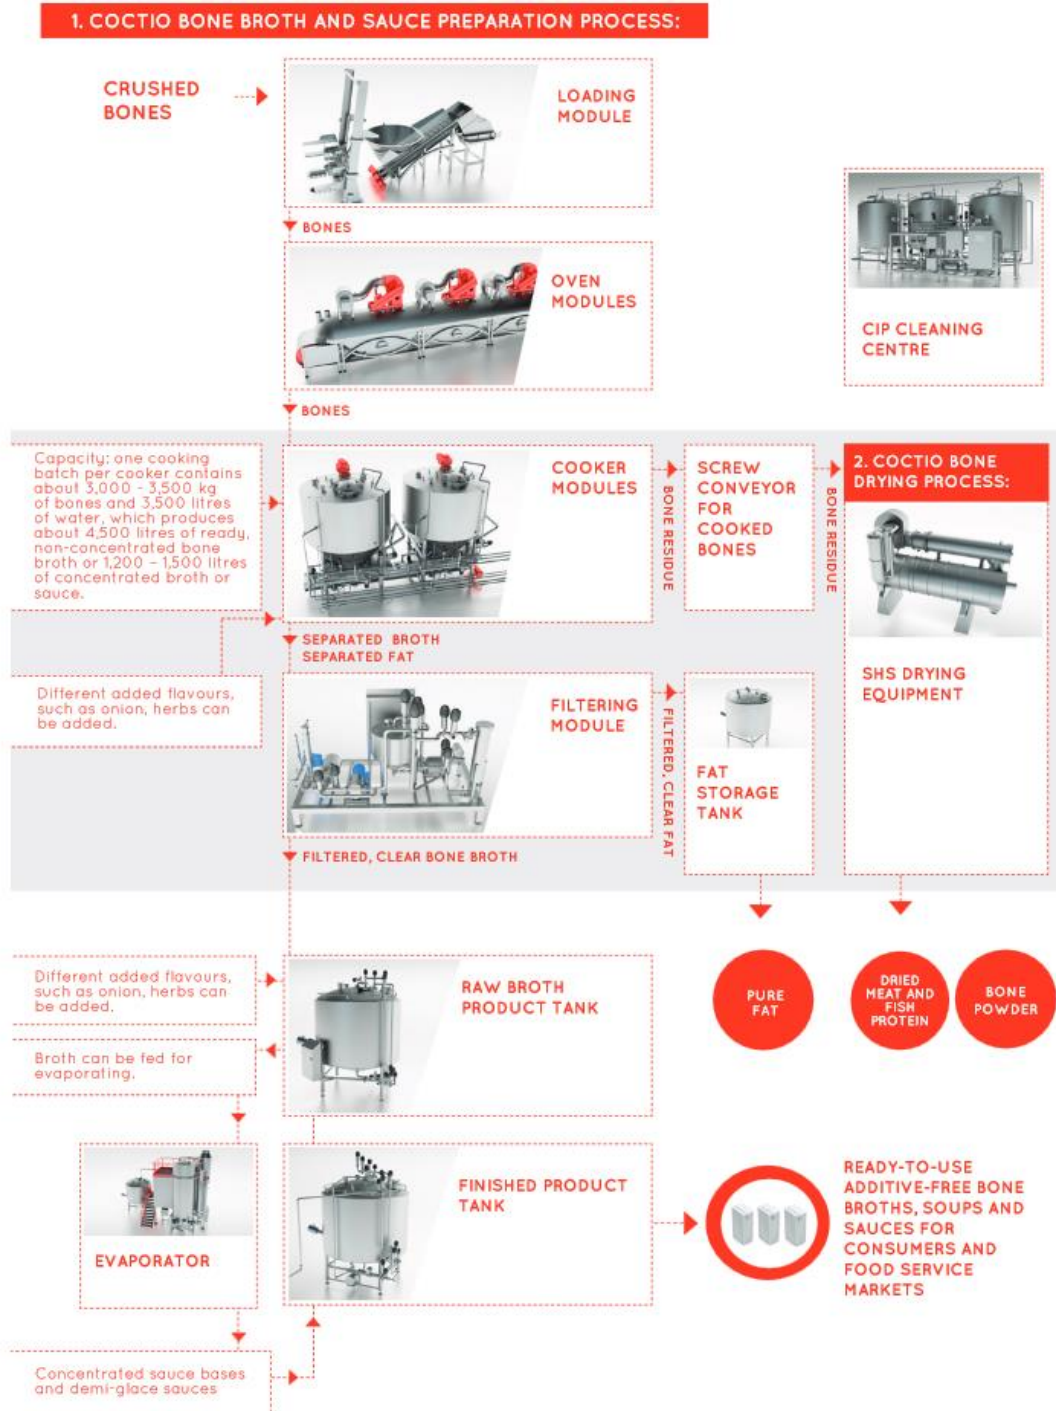 1. COCTIO BONE BROTH AND SAUCE PREPARATION PROCESS:
CRUSHED
BONES
LOADING
MODULE
BONES
OVEN
MODULES
CIP CLEANING
CENTRE
BONES
Capacity: one cooking
batch per cooker contains
about 3,000 - 3,500 kg
of bones and 3,500 litres
of water, which produces
about 4,500 litres of ready,
non-concentrated bone
broth or 1,200 – 1,500 litres
of concentrated broth or
sauce.
COOKER
MODULES
BONE RESIDUE
SCREW
CONVEYOR
FOR
COOKED
BONES
BONE RESIDUE
2. COCTIO BONE
DRYING PROCESS:
SHS DRYING
EQUIPMENT
SEPARATED BROTH
SEPARATED FAT
Different added flavours,
such as onion, herbs can
be added.
FILTERING
MODULE
FILTERED, CLEAR FAT
FAT
STORAGE
TANK
FILTERED, CLEAR BONE BROTH
Different added flavours,
such as onion, herbs can
be added.
RAW BROTH
PRODUCT TANK
PURE
FAT
DRIED
MEAT AND
FISH
PROTEIN
BONE
POWDER
Broth can be fed for
evaporating.
EVAPORATOR
FINISHED PRODUCT
TANK
READY-TO-USE
ADDITIVE-FREE BONE
BROTHS, SOUPS AND
SAUCES FOR
CONSUMERS AND
FOOD SERVICE
MARKETS
Concentrated sauce bases
and demi-glace sauces